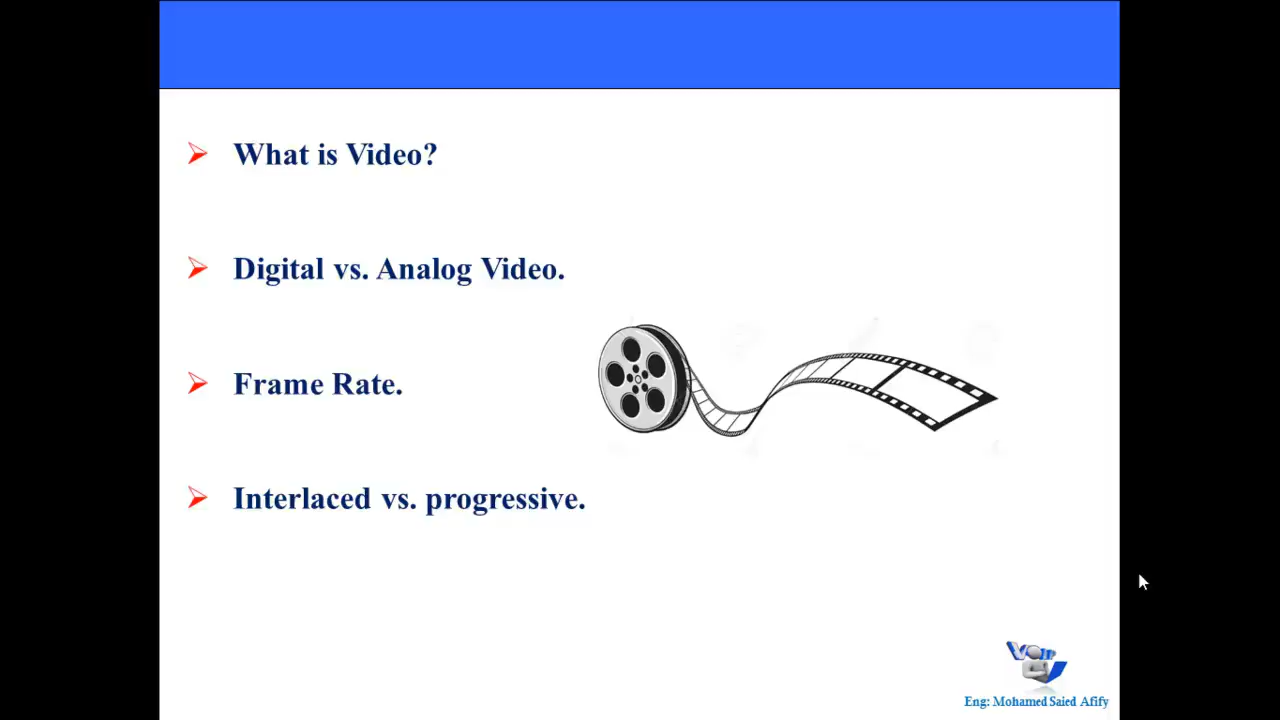 What is Video?
Digital vs. Analog Video.
Frame Rate.
Interlaced vs. progressive.
Eng: Mohamed Saied Afify